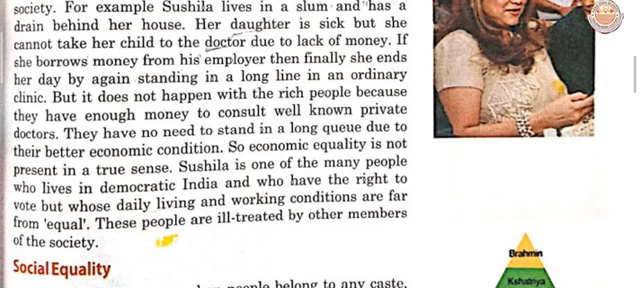 society. For example Sushila lives in a slum and has a
drain behind her house. Her daughter is sick but she
cannot take her child to the doctor due to lack of money. If
she borrows money from his employer then finally she ends
her day by again standing in a long line in an ordinary
clinic. But it does not happen with the rich people because
they have enough money to consult well known private
doctors. They have no need to stand in a long queue due to
their better economic condition. So economic equality is not
present in a true sense. Sushila is one of the many people
who lives in democratic India and who have the right to
vote but whose daily living and working conditions are far
from 'equal'. These people are ill-treated by other members
of the society.
Social Equality
people belong to any caste,
Brahmin
Kshatriya